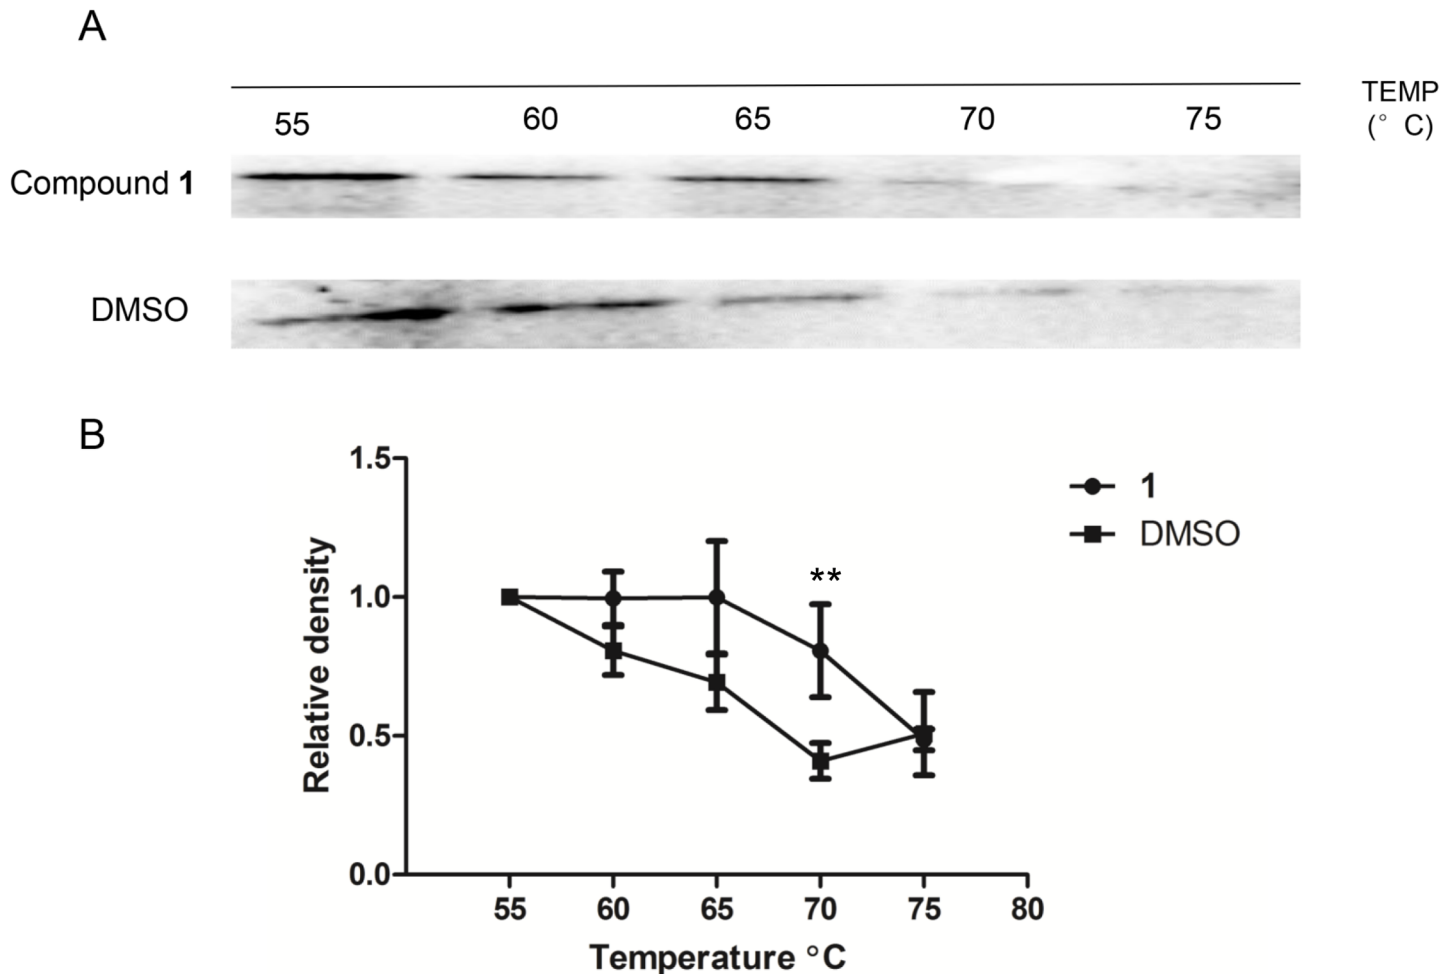 A
TEMP
55 60 65 70 75 (° C)
Compound 1
DMSO
B
1.5
1.0
0.5
0.0
Relative density
**
1
DMSO
55 60 65 70 75 80
Temperature °C